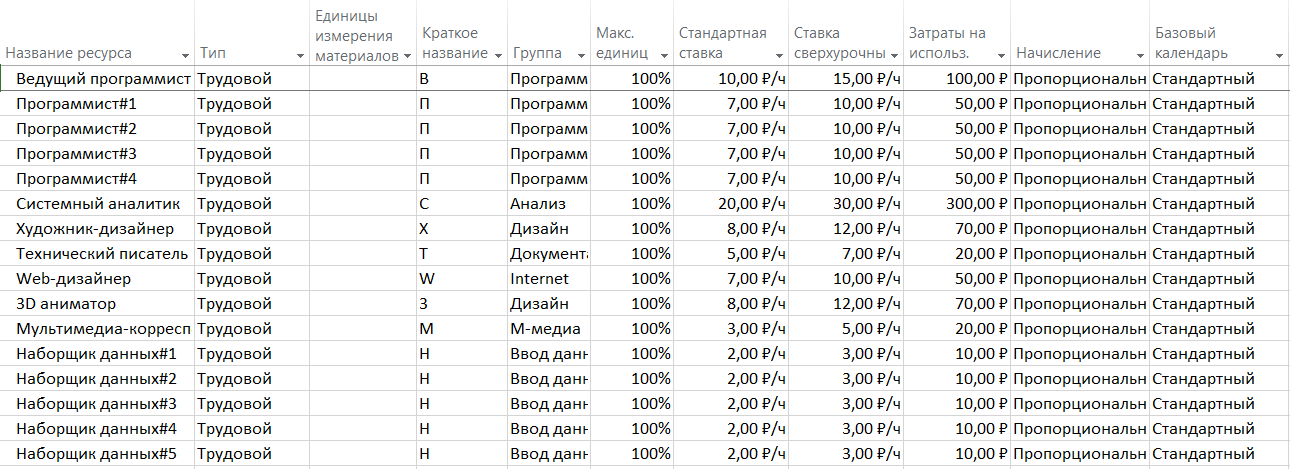 Название ресурса Тип Единицы измерения материалов Краткое название Группа Макс. единиц Стандартная ставка Ставка сверхурочны Затраты на использ. Начисление Базовый календарь
Ведущий программист Трудовой В Программ 100% 10,00 ₽/ч 15,00 ₽/ч 100,00 ₽ Пропорциональн Стандартный
Программист#1 Трудовой П Программ 100% 7,00 ₽/ч 10,00 ₽/ч 50,00 ₽ Пропорциональн Стандартный
Программист#2 Трудовой П Программ 100% 7,00 ₽/ч 10,00 ₽/ч 50,00 ₽ Пропорциональн Стандартный
Программист#3 Трудовой П Программ 100% 7,00 ₽/ч 10,00 ₽/ч 50,00 ₽ Пропорциональн Стандартный
Программист#4 Трудовой П Программ 100% 7,00 ₽/ч 10,00 ₽/ч 50,00 ₽ Пропорциональн Стандартный
Системный аналитик Трудовой С Анализ 100% 20,00 ₽/ч 30,00 ₽/ч 300,00 ₽ Пропорциональн Стандартный
Художник-дизайнер Трудовой Х Дизайн 100% 8,00 ₽/ч 12,00 ₽/ч 70,00 ₽ Пропорциональн Стандартный
Технический писатель Трудовой Т Документа 100% 5,00 ₽/ч 7,00 ₽/ч 20,00 ₽ Пропорциональн Стандартный
Web-дизайнер Трудовой W Internet 100% 7,00 ₽/ч 10,00 ₽/ч 50,00 ₽ Пропорциональн Стандартный
3D аниматор Трудовой 3 Дизайн 100% 8,00 ₽/ч 12,00 ₽/ч 70,00 ₽ Пропорциональн Стандартный
Мультимедиа-корресп Трудовой М М-медиа 100% 3,00 ₽/ч 5,00 ₽/ч 20,00 ₽ Пропорциональн Стандартный
Наборщик данных#1 Трудовой Н Ввод данн 100% 2,00 ₽/ч 3,00 ₽/ч 10,00 ₽ Пропорциональн Стандартный
Наборщик данных#2 Трудовой Н Ввод данн 100% 2,00 ₽/ч 3,00 ₽/ч 10,00 ₽ Пропорциональн Стандартный
Наборщик данных#3 Трудовой Н Ввод данн 100% 2,00 ₽/ч 3,00 ₽/ч 10,00 ₽ Пропорциональн Стандартный
Наборщик данных#4 Трудовой Н Ввод данн 100% 2,00 ₽/ч 3,00 ₽/ч 10,00 ₽ Пропорциональн Стандартный
Наборщик данных#5 Трудовой Н Ввод данн 100% 2,00 ₽/ч 3,00 ₽/ч 10,00 ₽ Пропорциональн Стандартный